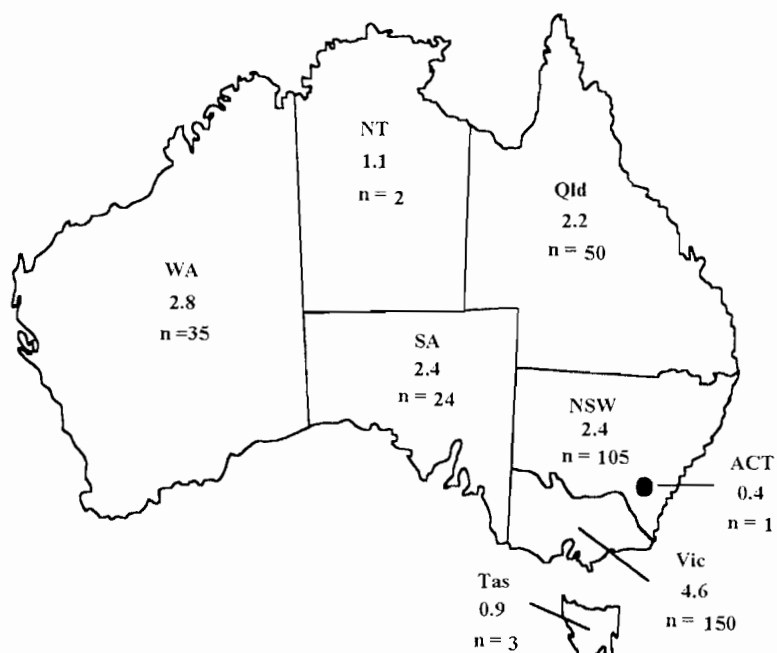 NT
1.1
n = 2
Qld
2.2
n = 50
WA
2.8
n =35
SA
2.4
n = 24
NSW
2.4
n = 105
ACT
0.4
n = 1
Vic
4.6
n = 150
Tas
0.9
n = 3